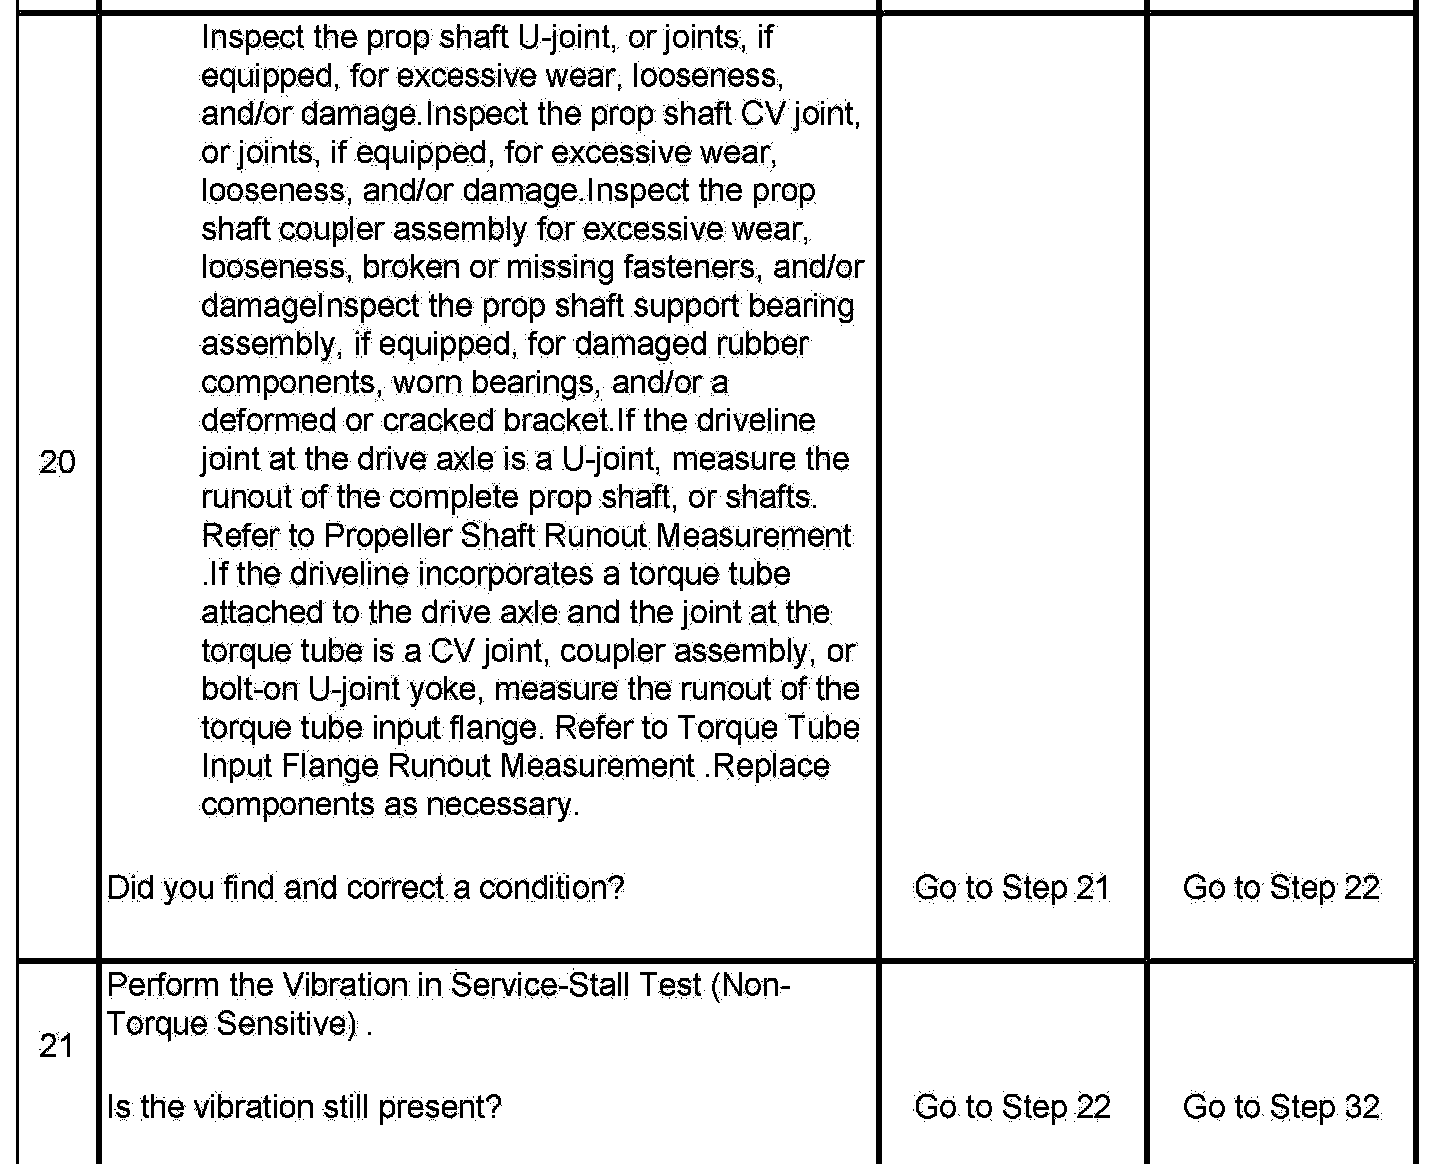 Inspect the prop shaft U-joint, or joints, if
equipped, for excessive wear, looseness,
and/or damage.Inspect the prop shaft CV joint,
or joints, if equipped, for excessive wear,
looseness, and/or damage.Inspect the prop
shaft coupler assembly for excessive wear,
looseness, broken or missing fasteners, and/or
damageInspect the prop shaft support bearing
assembly, if equipped, for damaged rubber
components, worn bearings, and/or a
deformed or cracked bracket.If the driveline
20
joint at the drive axle is a U-joint, measure the
runout of the complete prop shaft, or shafts.
Refer to Propeller Shaft Runout Measurement
.If the driveline incorporates a torque tube
attached to the drive axle and the joint at the
torque tube is a CV joint, coupler assembly, or
bolt-on U-joint yoke, measure the runout of the
torque tube input flange. Refer to Torque Tube
Input Flange Runout Measurement .Replace
components as necessary.
Did you find and correct a condition? Go to Step 21 Go to Step 22
Perform the Vibration in Service-Stall Test (Non-
Torque Sensitive) .
21
Is the vibration still present? Go to Step 22 Go to Step 32